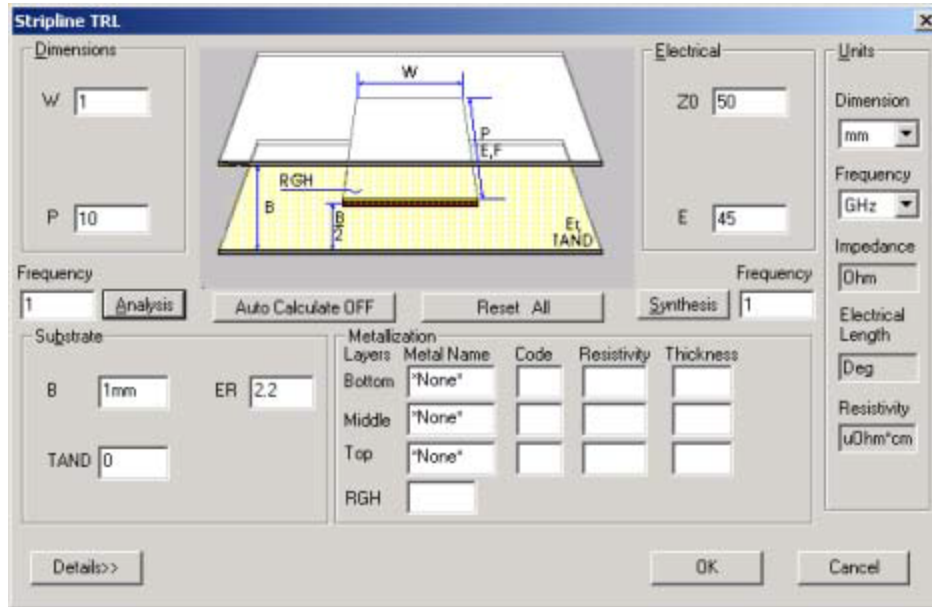 Stripline TRL
Dimensions
W 1
P 10
W
P
E,F
RGH
B
B
2
Et,
TAND
Electrical
Z0 50
E 45
Units
Dimension
mm
Frequency
GHz
Impedance
Ohm
Electrical
Length
Deg
Resistivity
uOhm*cm
Frequency
1 Analysis
Auto Calculate OFF
Reset All
Frequency
Synthesis 1
Substrate
B 1mm ER 2.2
TAND 0
Metallization
Layers Metal Name Code Resistivity Thickness
Bottom *None*
Middle *None*
Top *None*
RGH
Details>>
OK
Cancel